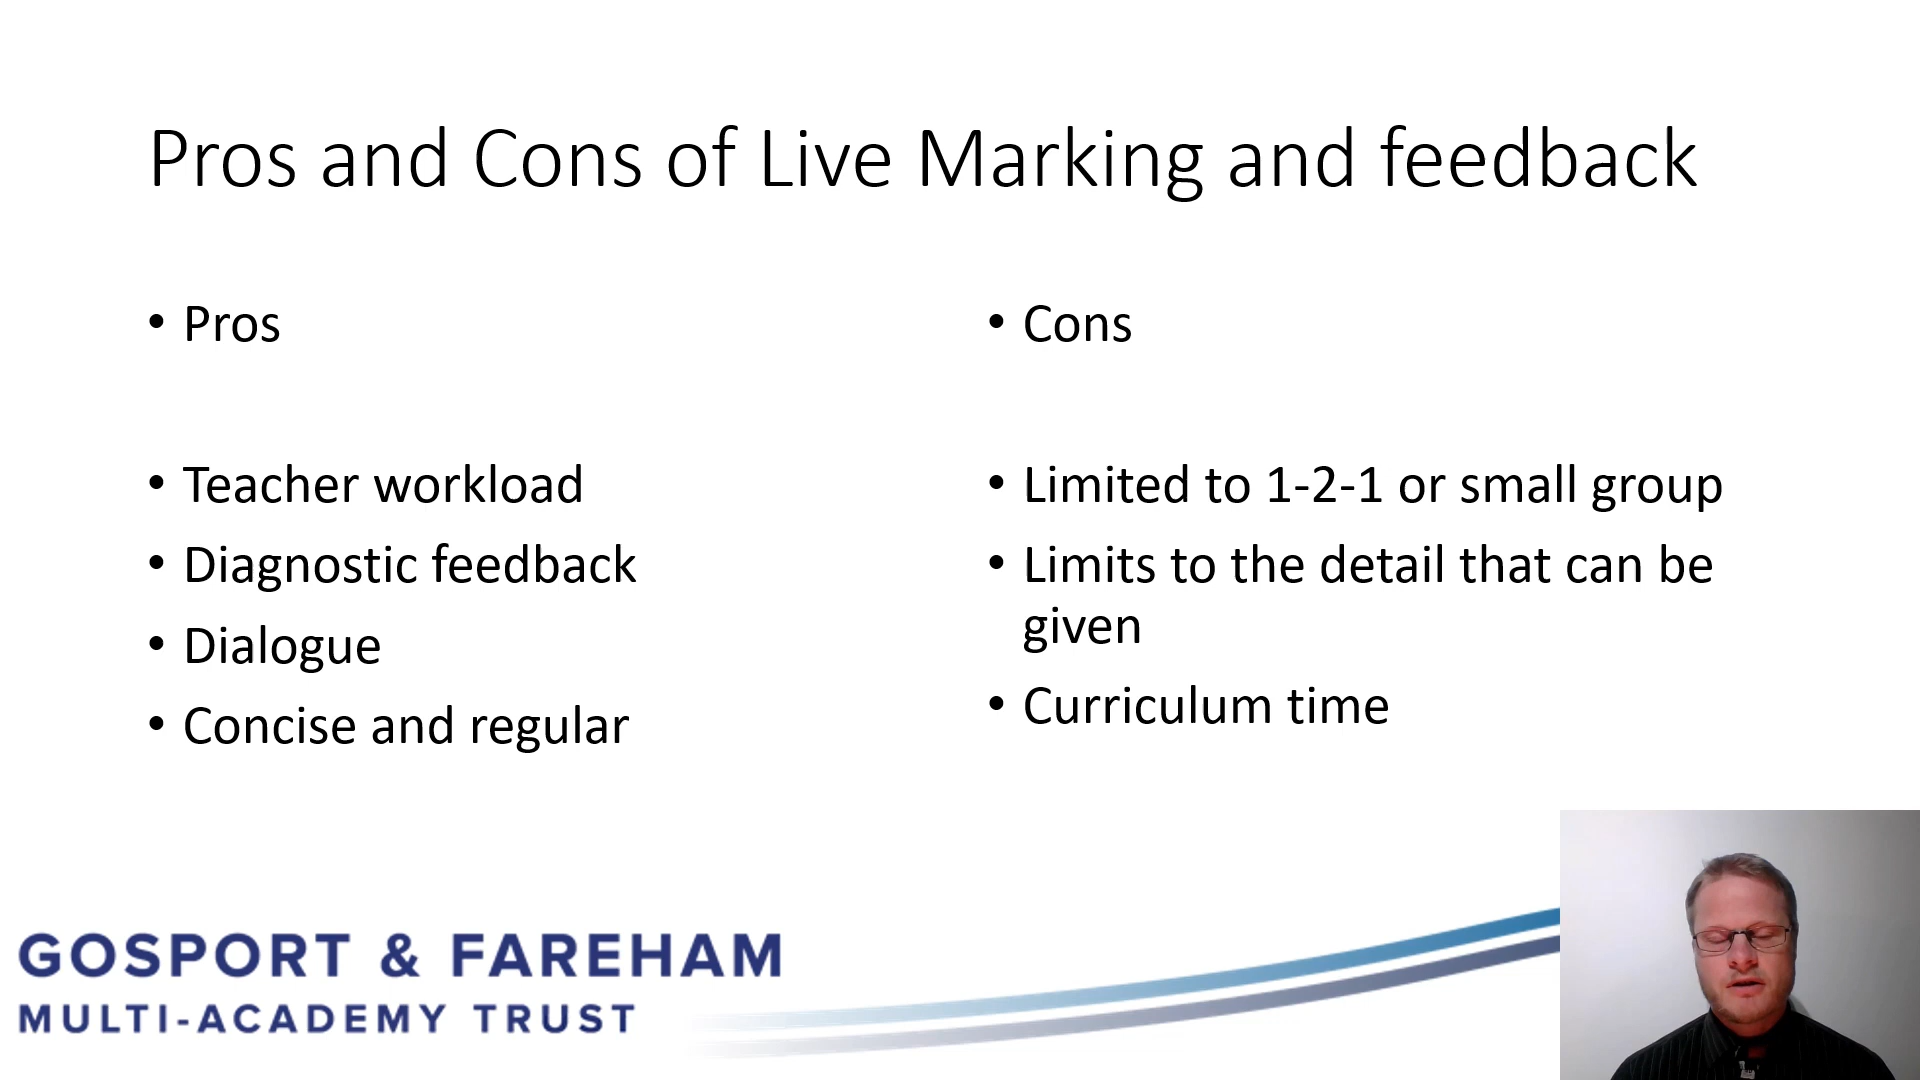 Pros and Cons of Live Marking and feedback
• Pros
• Teacher workload
• Diagnostic feedback
• Dialogue
• Concise and regular
• Cons
• Limited to 1-2-1 or small group
• Limits to the detail that can be
given
• Curriculum time
GOSPORT & FAREHAM
MULTI-ACADEMY TRUST